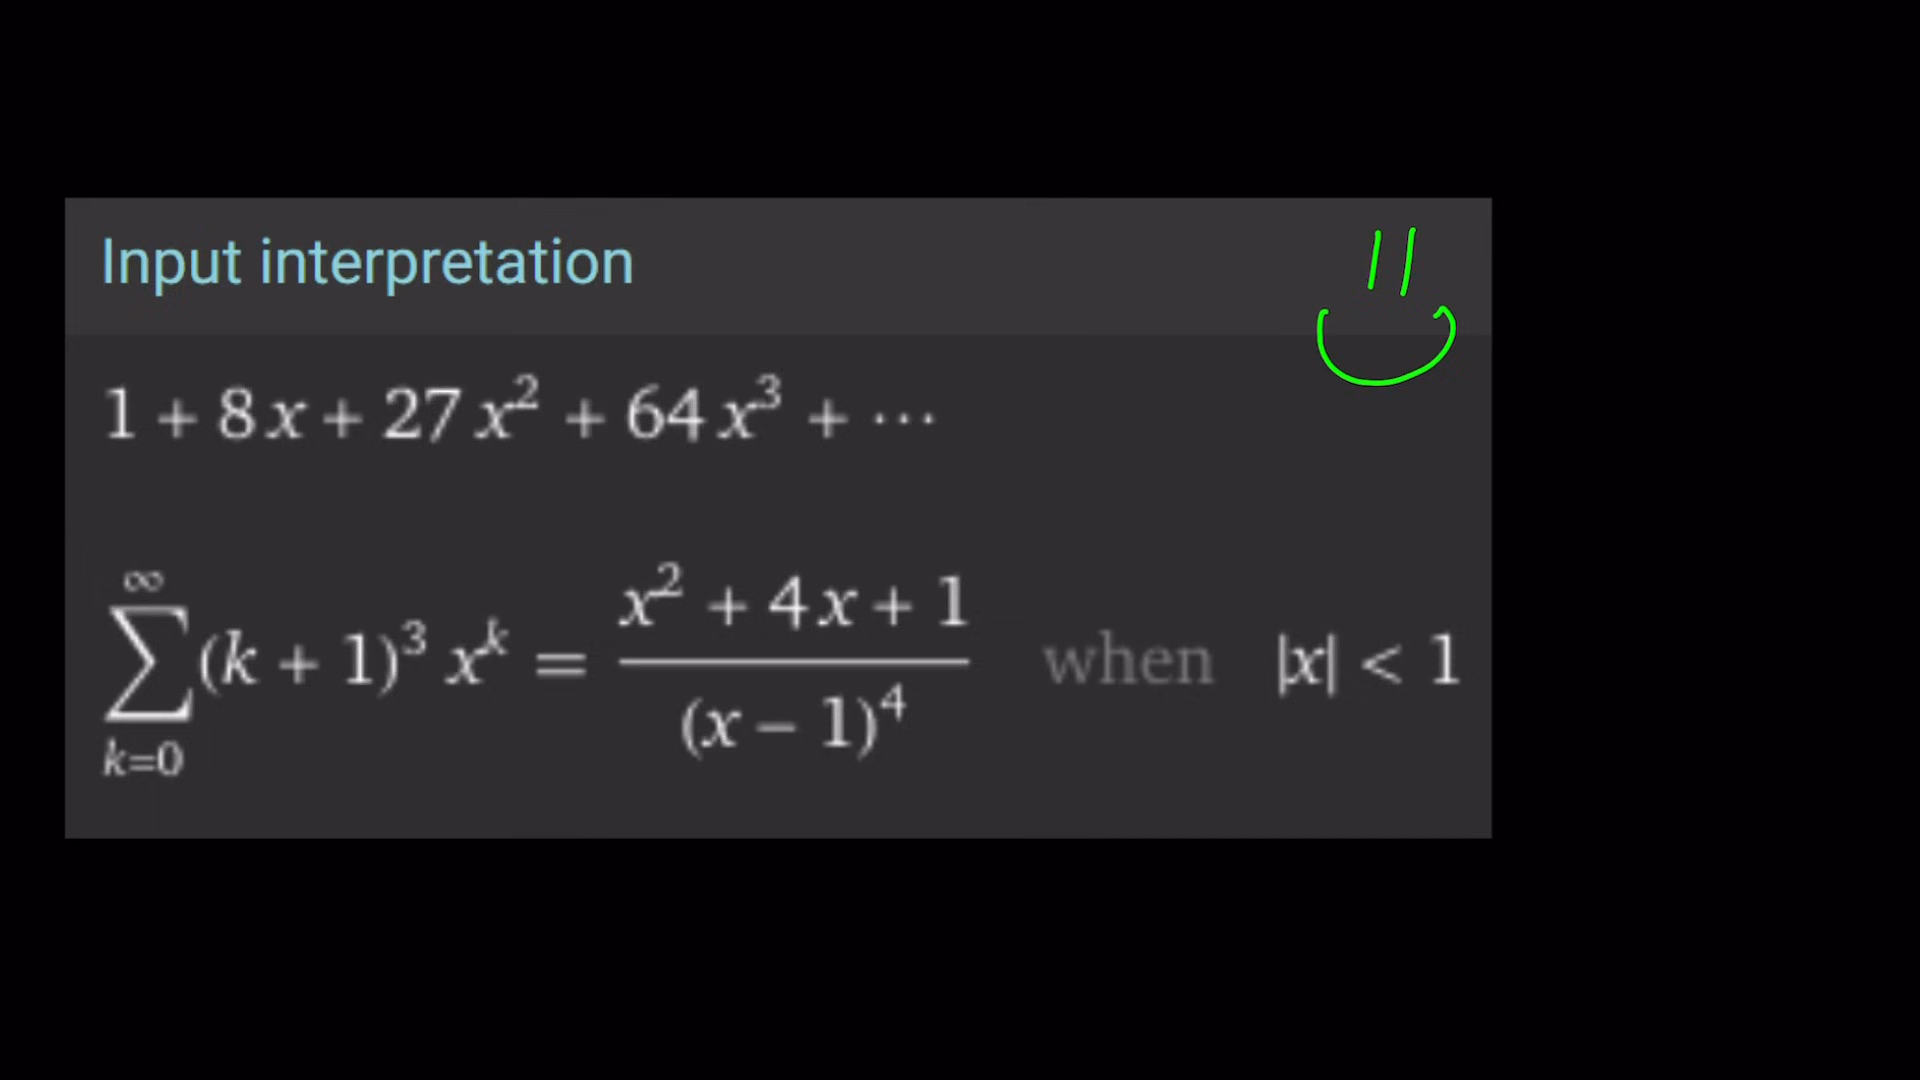 Input interpretation
1 + 8x + 27x² + 64x³ + ⋯
∑_{k=0}^{∞} (k + 1)³ x^k = (x² + 4x + 1) / (x − 1)⁴ when |x| < 1